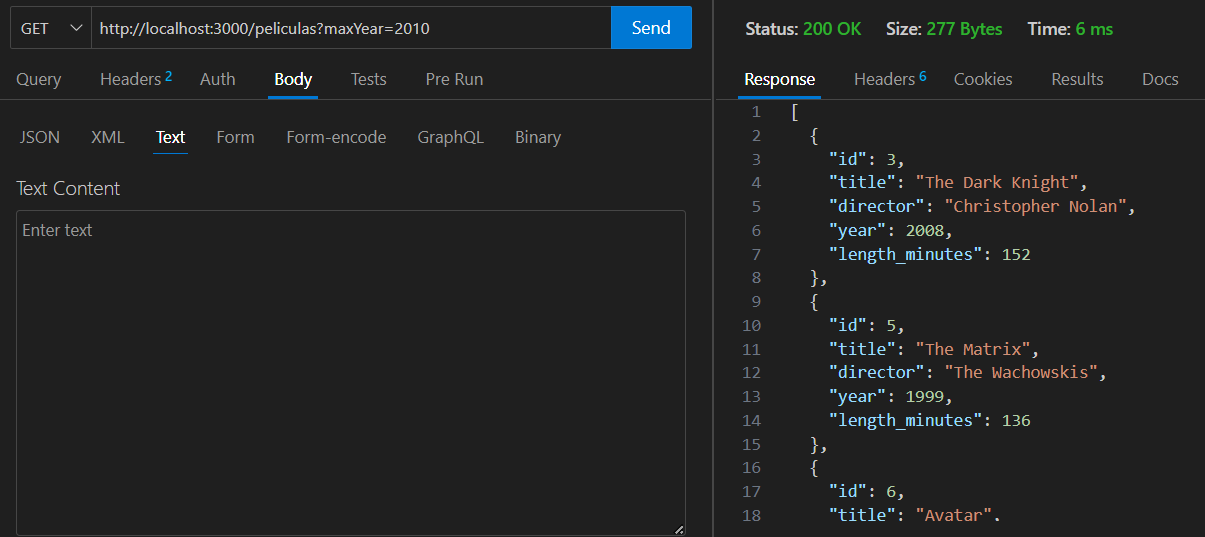 GET http://localhost:3000/peliculas?maxYear=2010 Send
Query Headers 2 Auth Body Tests Pre Run
JSON XML Text Form Form-encode GraphQL Binary
Text Content
Enter text
Status: 200 OK Size: 277 Bytes Time: 6 ms
Response Headers 6 Cookies Results Docs
1 [
2 {
3 "id": 3,
4 "title": "The Dark Knight",
5 "director": "Christopher Nolan",
6 "year": 2008,
7 "length_minutes": 152
8 },
9 {
10 "id": 5,
11 "title": "The Matrix",
12 "director": "The Wachowskis",
13 "year": 1999,
14 "length_minutes": 136
15 },
16 {
17 "id": 6,
18 "title": "Avatar",